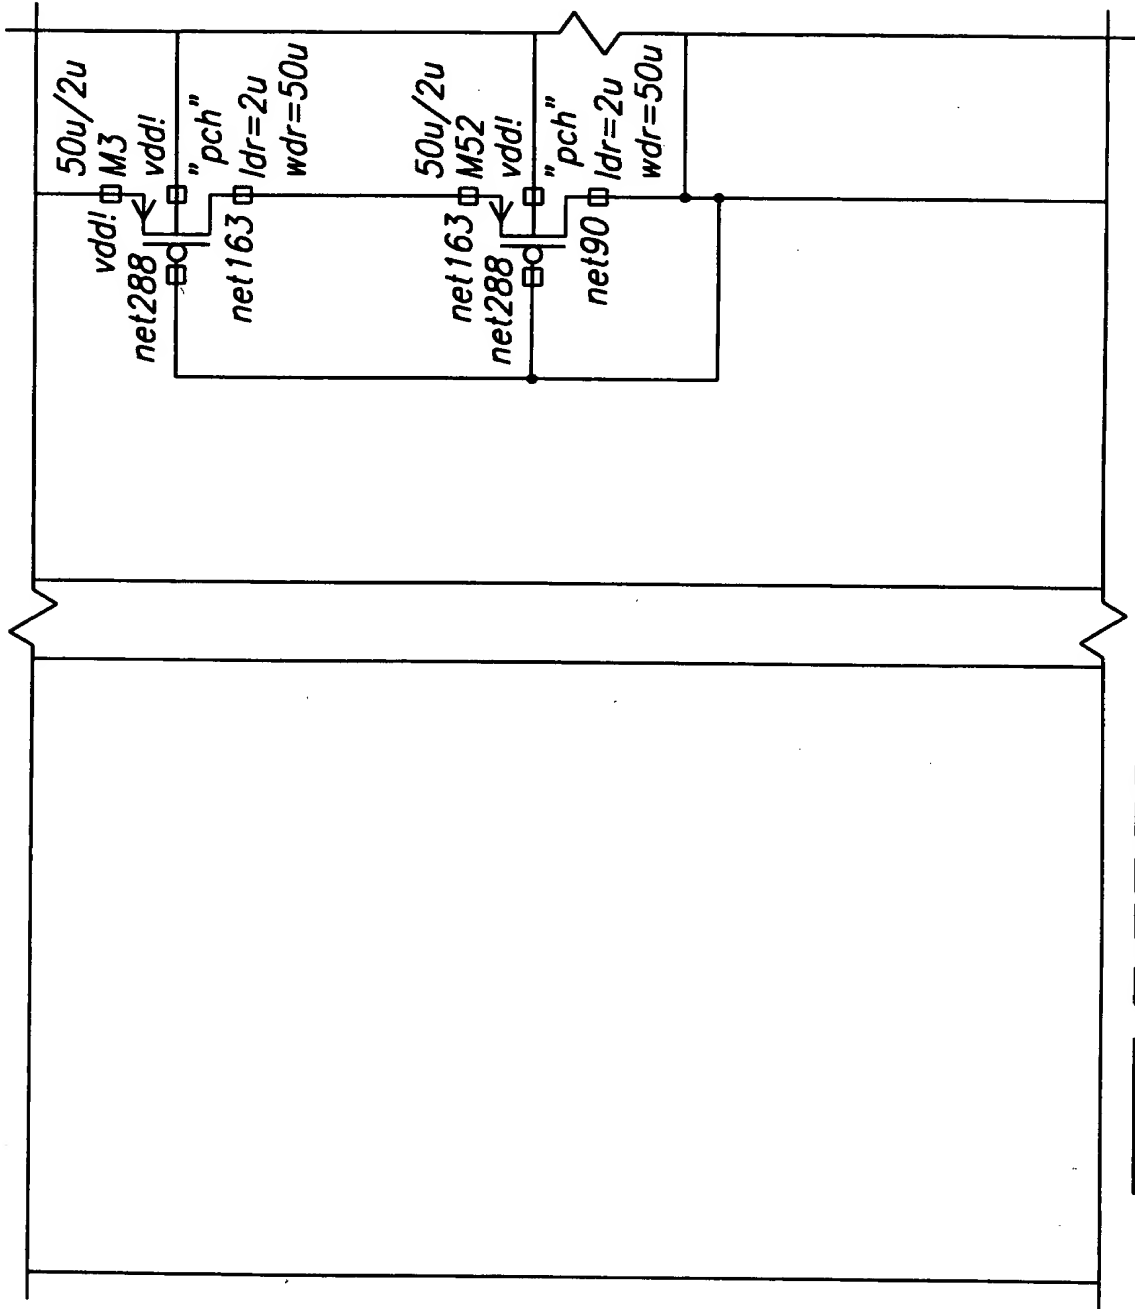 50u/2u
M3
vdd!
"pch"
ldr=2u
wdr=50u
vdd!
net288
net163
50u/2u
M52
vdd!
"pch"
ldr=2u
wdr=50u
net163
net288
net90